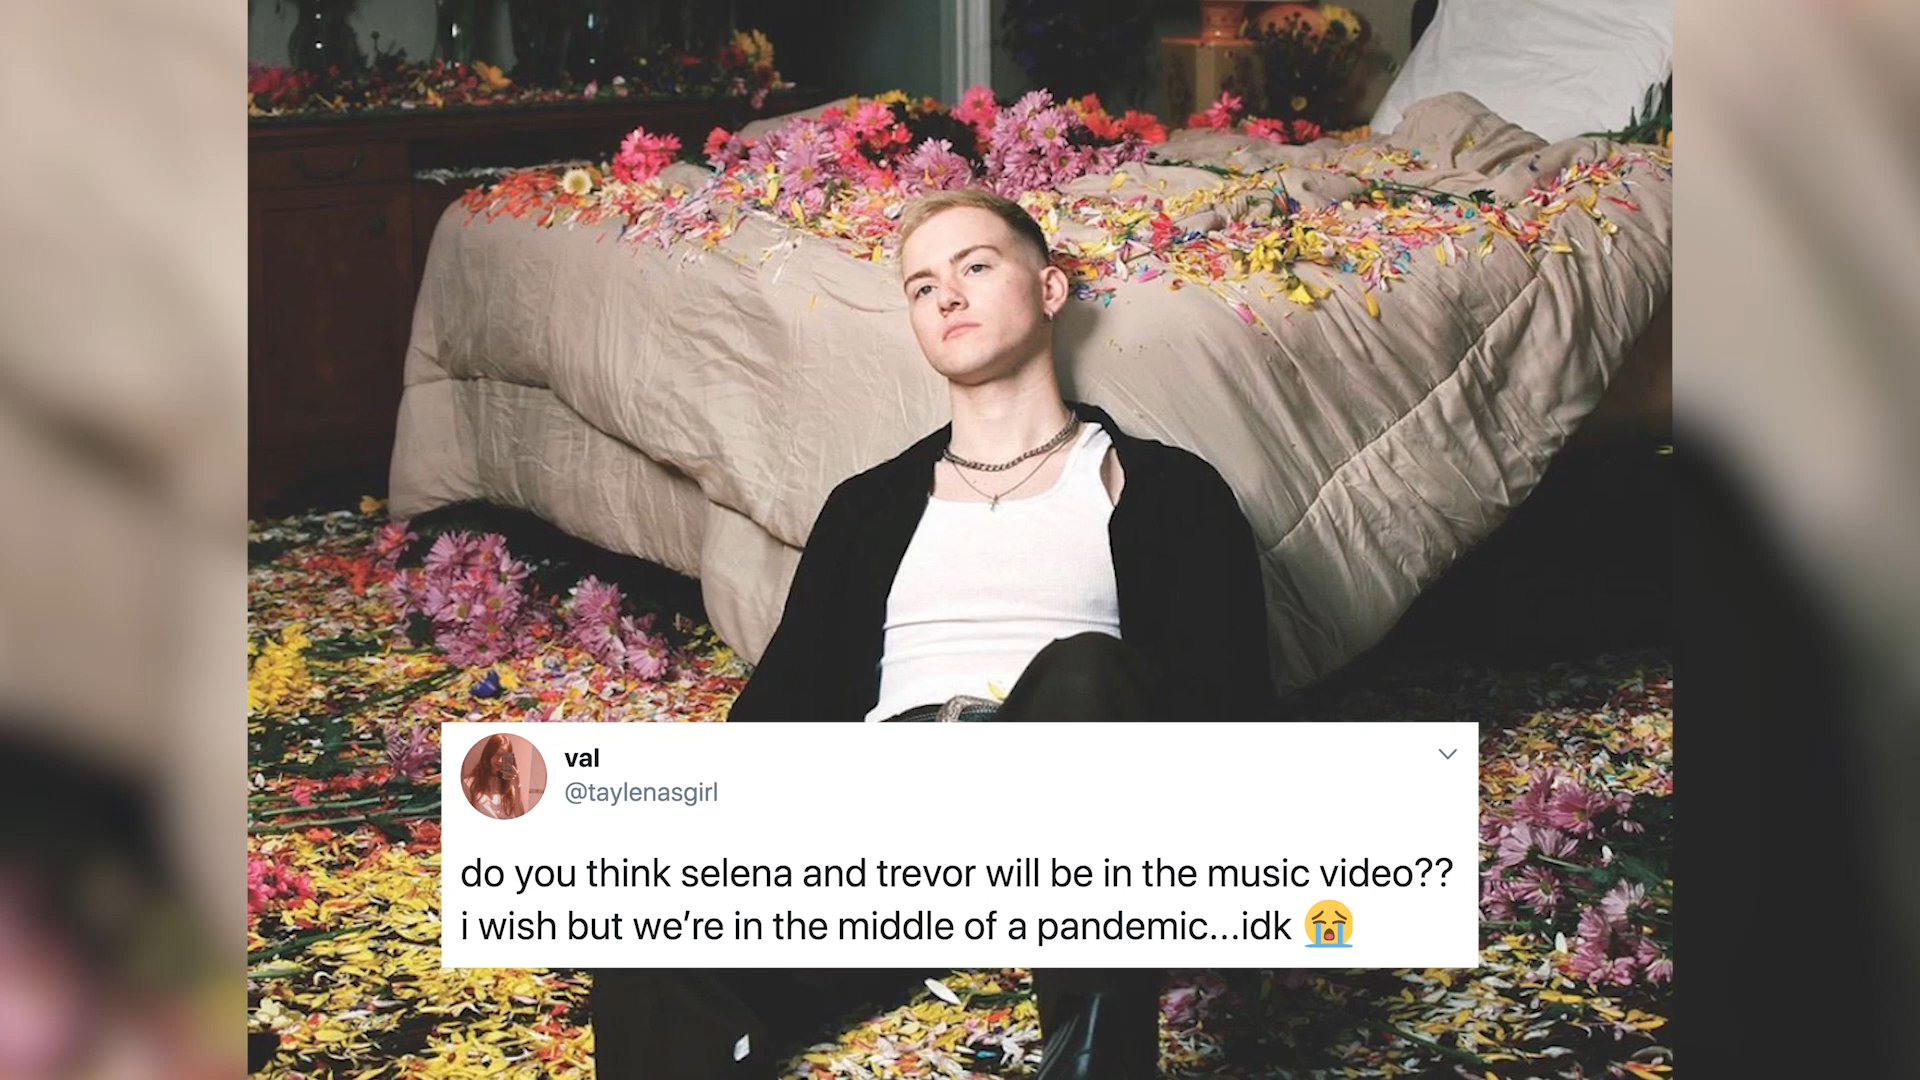 val
@taylenasgirl
do you think selena and trevor will be in the music video??
i wish but we’re in the middle of a pandemic...idk 😭